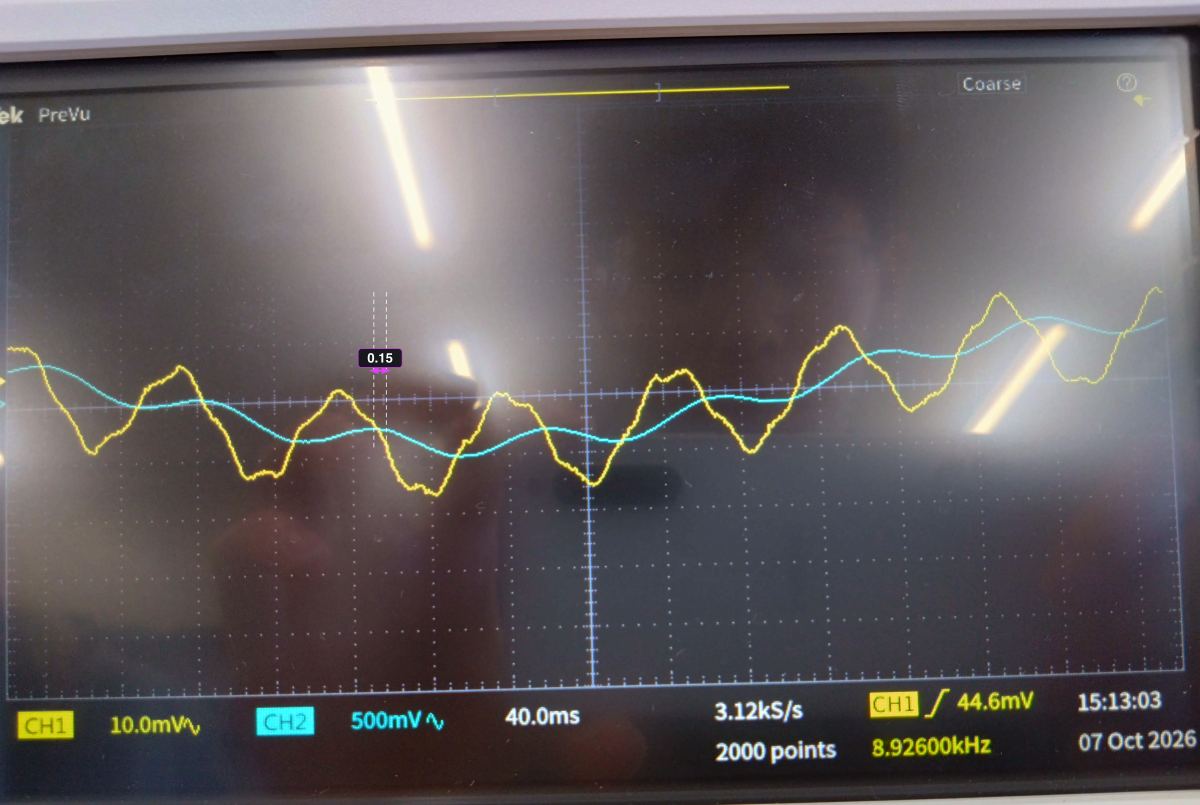 ek PreVu
Coarse
?
0.15
CH1 10.0mV
CH2 500mV
40.0ms
3.12kS/s
2000 points
CH1 44.6mV
8.92600kHz
15:13:03
07 Oct 2026